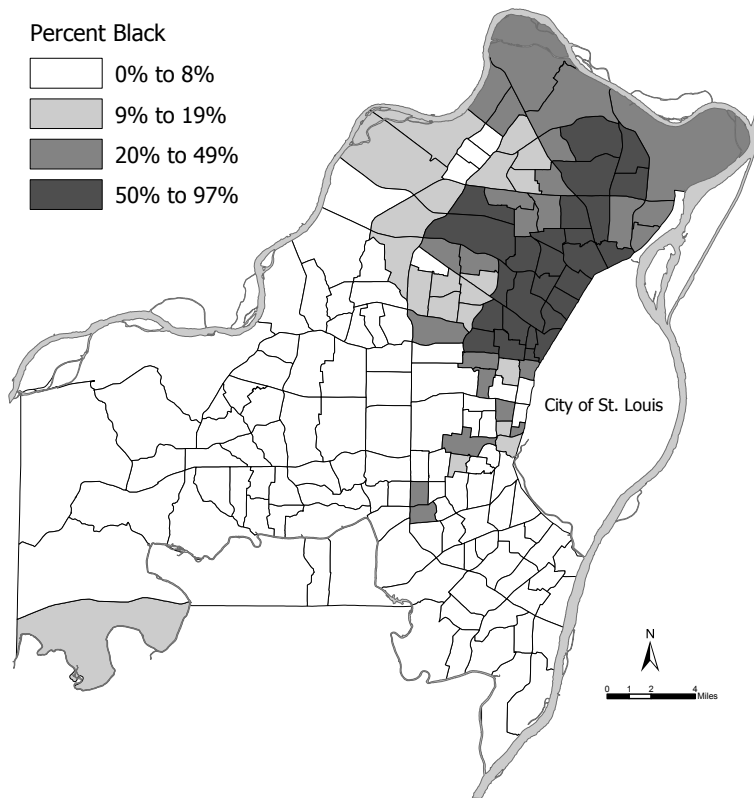 Percent Black
0% to 8%
9% to 19%
20% to 49%
50% to 97%
City of St. Louis
N
0 1 2 4
Miles